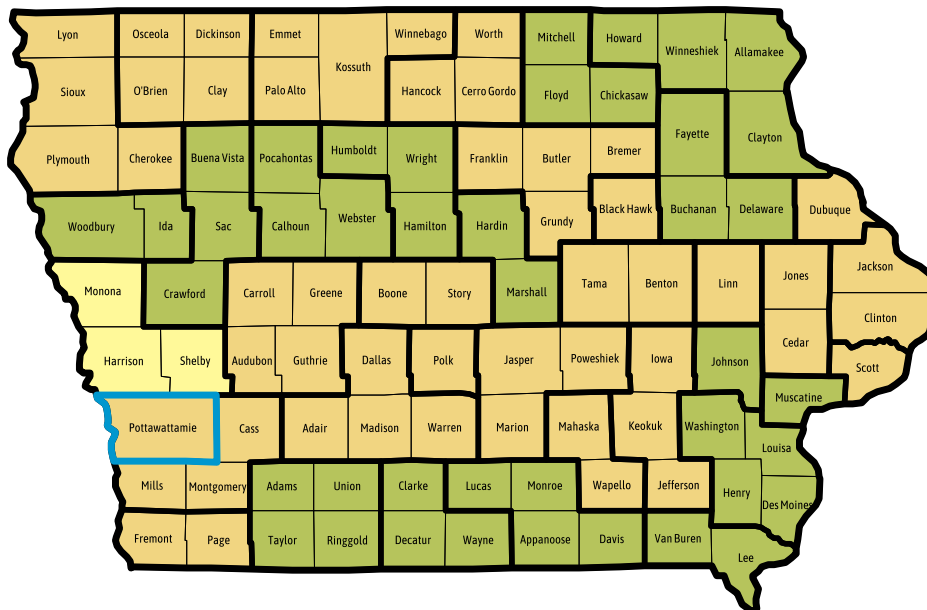 Lyon
Osceola
Dickinson
Emmet
Kossuth
Winnebago
Worth
Mitchell
Howard
Winneshiek
Allamakee
Sioux
O'Brien
Clay
Palo Alto
Hancock
Cerro Gordo
Floyd
Chickasaw
Fayette
Clayton
Plymouth
Cherokee
Buena Vista
Pocahontas
Humboldt
Wright
Franklin
Butler
Bremer
Woodbury
Ida
Sac
Calhoun
Webster
Hamilton
Hardin
Grundy
Black Hawk
Buchanan
Delaware
Dubuque
Monona
Crawford
Carroll
Greene
Boone
Story
Marshall
Tama
Benton
Linn
Jones
Jackson
Clinton
Harrison
Shelby
Audubon
Guthrie
Dallas
Polk
Jasper
Poweshiek
Iowa
Johnson
Cedar
Scott
Muscatine
Pottawattamie
Cass
Adair
Madison
Warren
Marion
Mahaska
Keokuk
Washington
Louisa
Mills
Montgomery
Adams
Union
Clarke
Lucas
Monroe
Wapello
Jefferson
Henry
Des Moines
Fremont
Page
Taylor
Ringgold
Decatur
Wayne
Appanoose
Davis
Van Buren
Lee